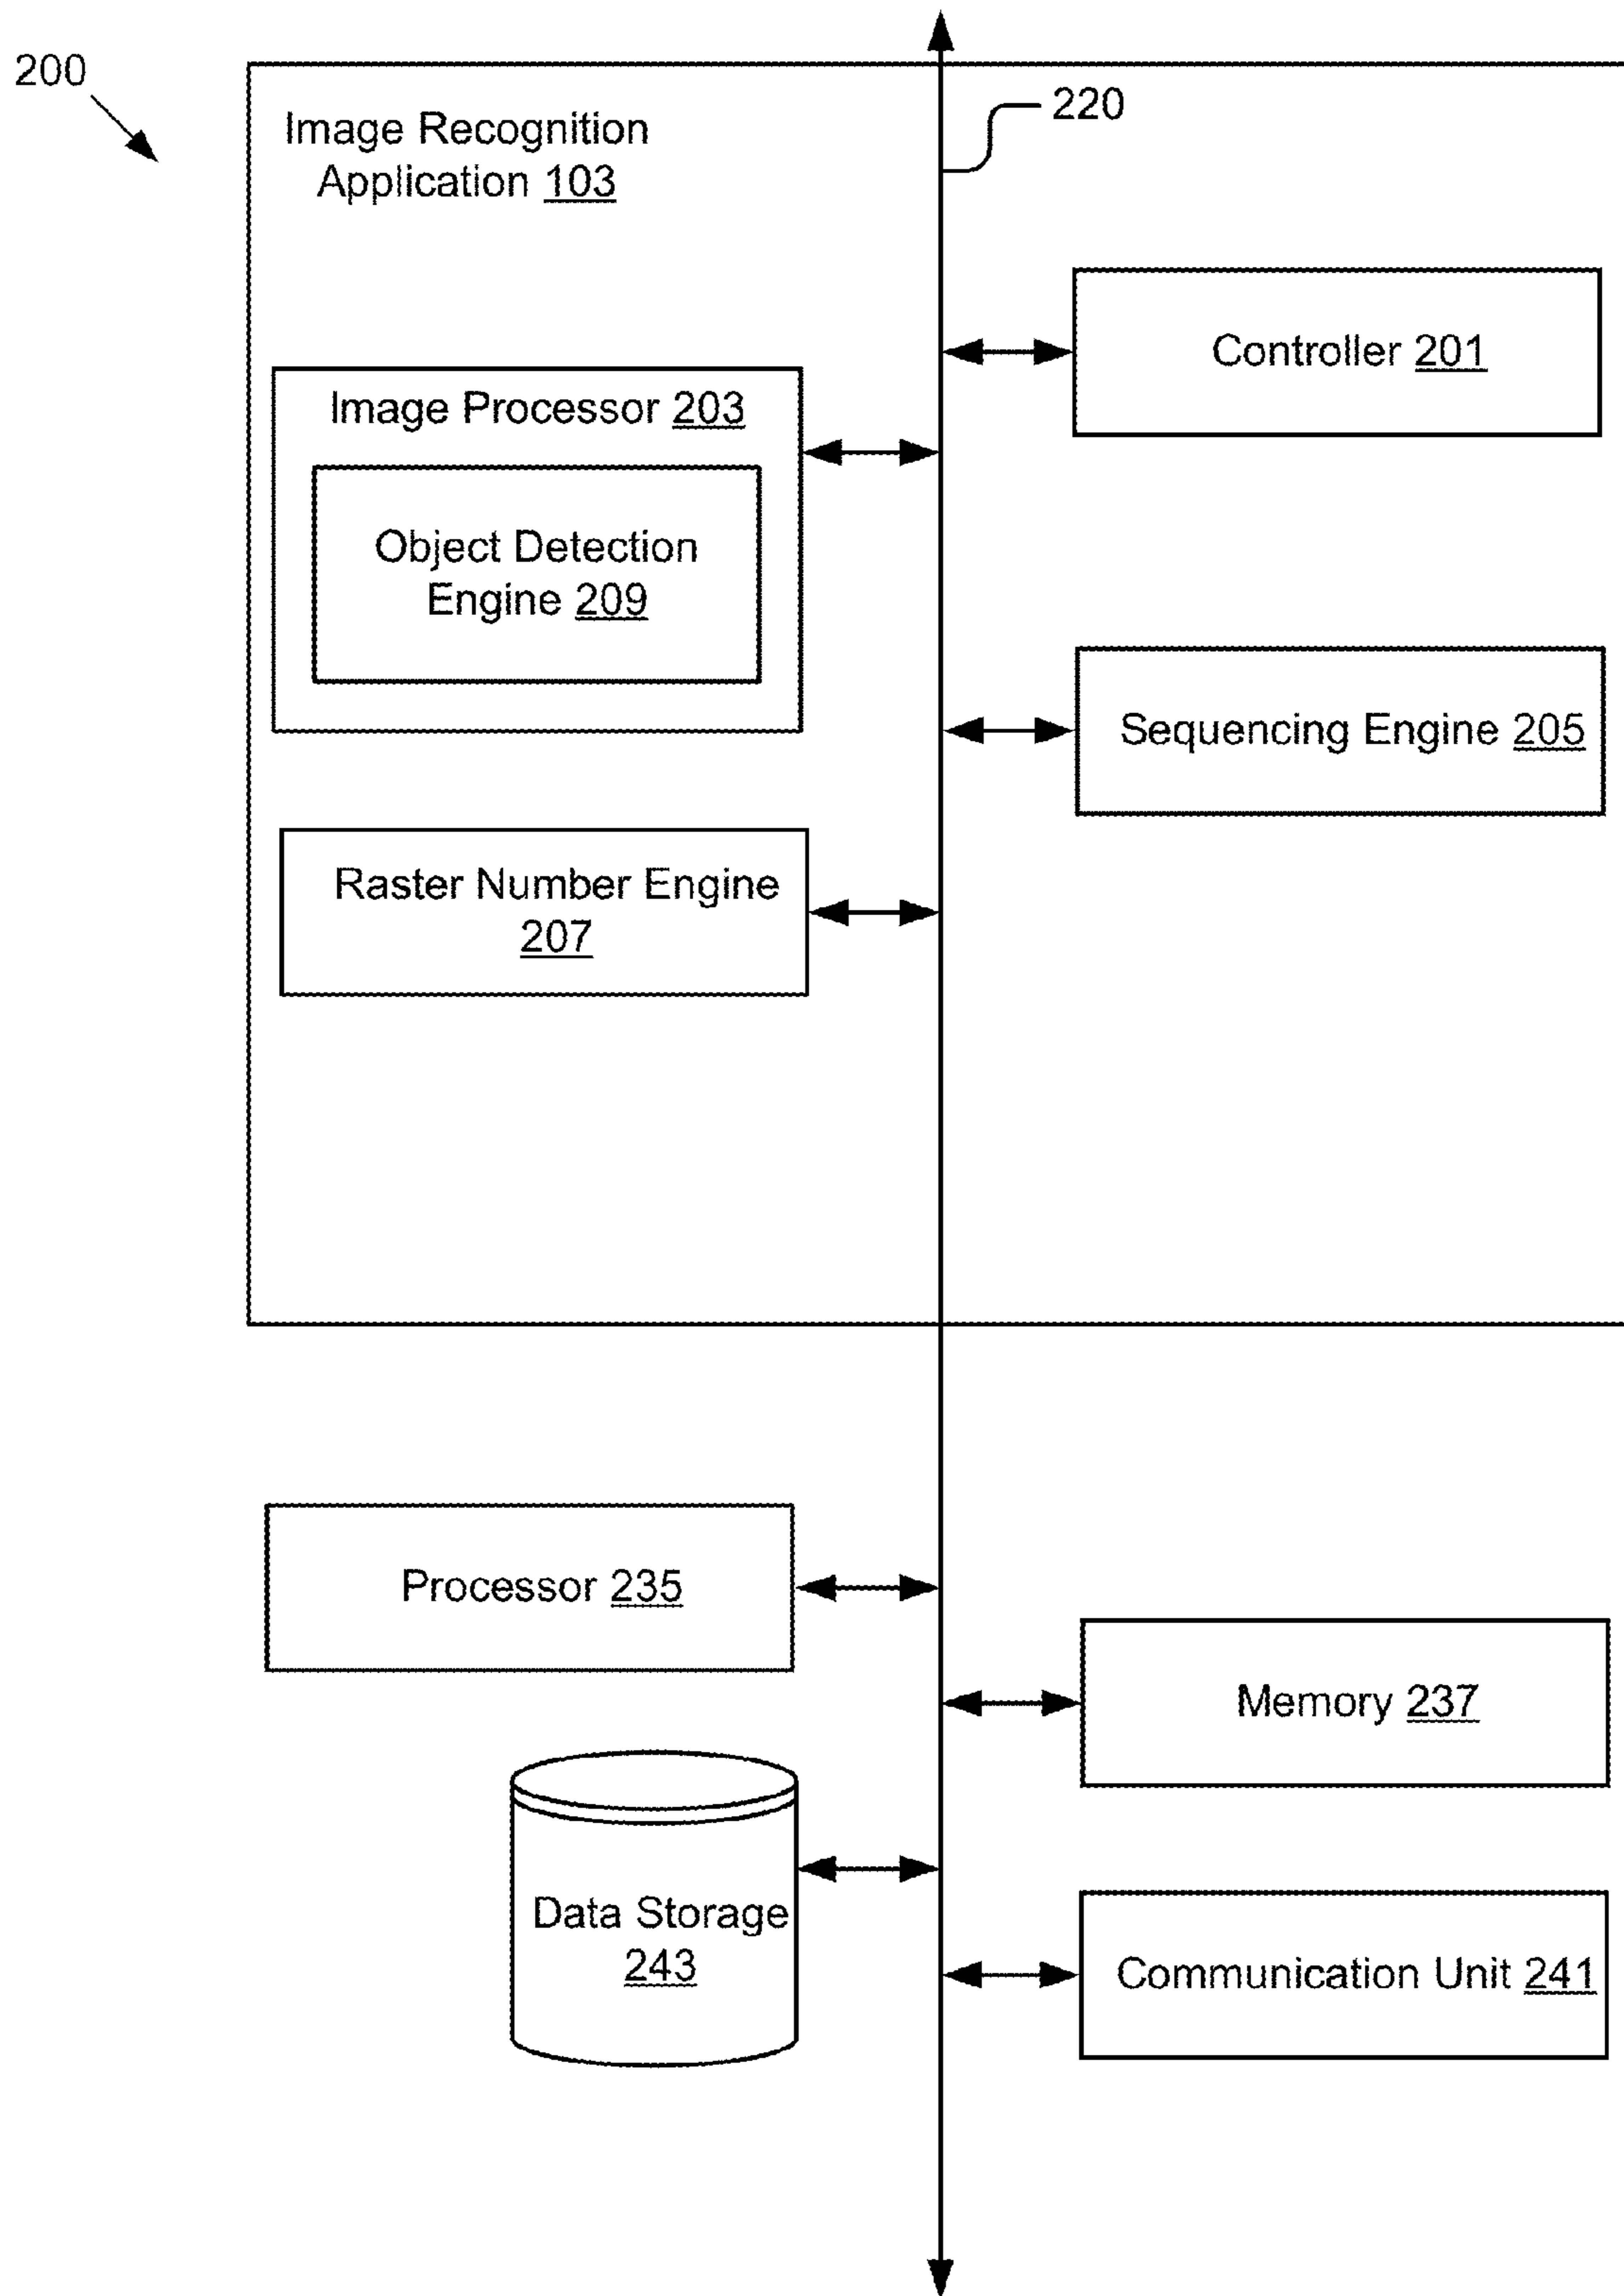 200
220
Image Recognition
Application 103
Controller 201
Image Processor 203
Object Detection
Engine 209
Sequencing Engine 205
Raster Number Engine
207
Processor 235
Memory 237
Data Storage
243
Communication Unit 241